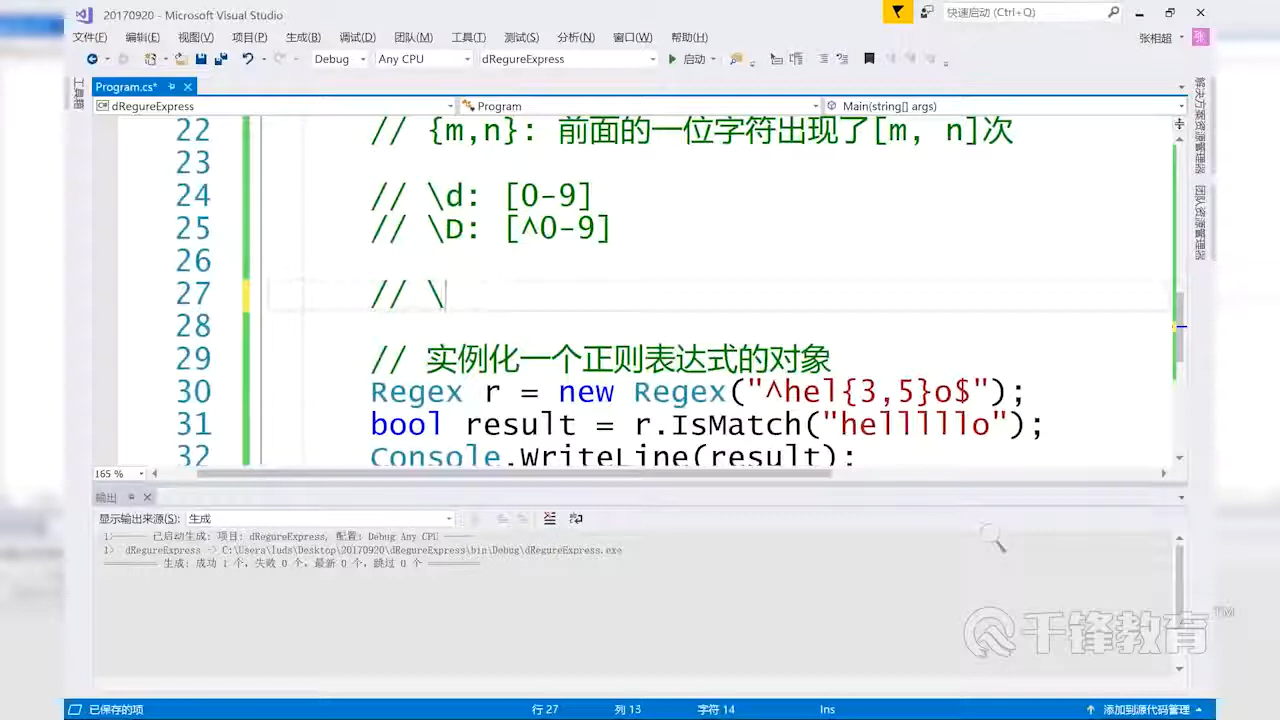 20170920 - Microsoft Visual Studio
快速启动 (Ctrl+Q)
文件(F) 编辑(E) 视图(V) 项目(P) 生成(B) 调试(D) 团队(M) 工具(T) 测试(S) 分析(N) 窗口(W) 帮助(H)
张相超 张
Debug Any CPU dRegureExpress 启动
工具箱
Program.cs*
dRegureExpress Program Main(string[] args)
22 // {m,n}: 前面的一位字符出现了[m, n]次
23
24 // \d: [0-9]
25 // \D: [^0-9]
26
27 // \
28
29 // 实例化一个正则表达式的对象
30 Regex r = new Regex("^hel{3,5}o$");
31 bool result = r.IsMatch("helllllo");
32 Console.WriteLine(result);
解决方案资源管理器
团队资源管理器
165 %
输出
显示输出来源(S): 生成
1>------ 已启动生成: 项目: dRegureExpress, 配置: Debug Any CPU ------
1> dRegureExpress -> C:\Users\luds\Desktop\20170920\dRegureExpress\bin\Debug\dRegureExpress.exe
========== 生成: 成功 1 个，失败 0 个，最新 0 个，跳过 0 个 ==========
千锋教育 TM
已保存的项 行 27 列 13 字符 14 Ins 添加到源代码管理